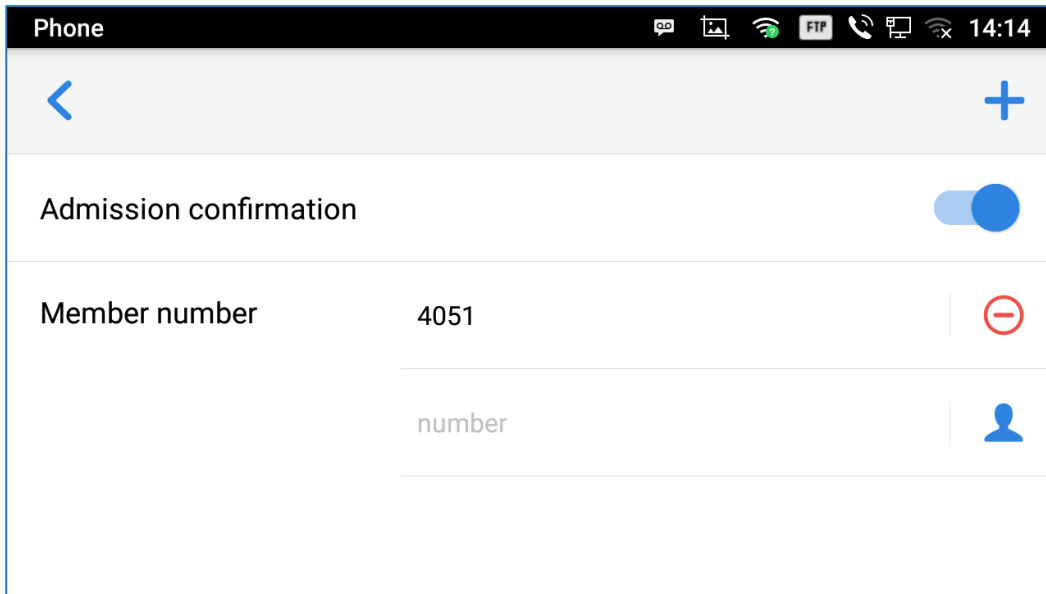 Phone
FTP
14:14
Admission confirmation
Member number
4051
number